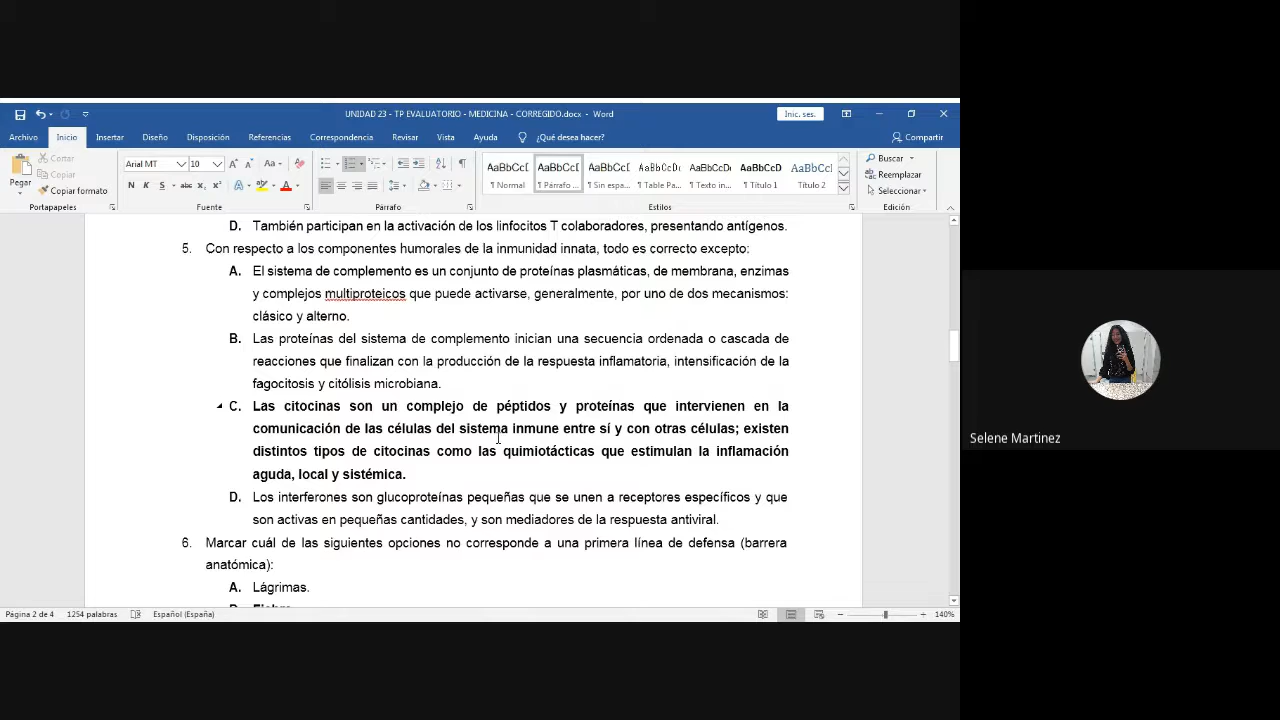 UNIDAD 23 - TP EVALUATORIO - MEDICINA - CORREGIDO.docx - Word
Inic. ses.
Archivo Inicio Insertar Diseño Disposición Referencias Correspondencia Revisar Vista Ayuda ¿Qué desea hacer? Compartir
Pegar
Cortar
Copiar
Copiar formato
Portapapeles
Arial MT 10
N K S abc x₂ x²
Fuente
Párrafo
AaBbCcI AaBbCcI AaBbCcI AaBbCcDc AaBbCcD AaBbCcD AaBbCcI
¶ Normal ¶ Párrafo ... ¶ Sin espa... ¶ Table Pa... ¶ Texto in... ¶ Título 1 Título 2
Estilos
Buscar
Reemplazar
Seleccionar
Edición
D. También participan en la activación de los linfocitos T colaboradores, presentando antígenos.
5. Con respecto a los componentes humorales de la inmunidad innata, todo es correcto excepto:
A. El sistema de complemento es un conjunto de proteínas plasmáticas, de membrana, enzimas
y complejos multiproteicos que puede activarse, generalmente, por uno de dos mecanismos:
clásico y alterno.
B. Las proteínas del sistema de complemento inician una secuencia ordenada o cascada de
reacciones que finalizan con la producción de la respuesta inflamatoria, intensificación de la
fagocitosis y citólisis microbiana.
C. Las citocinas son un complejo de péptidos y proteínas que intervienen en la
comunicación de las células del sistema inmune entre sí y con otras células; existen
distintos tipos de citocinas como las quimiotácticas que estimulan la inflamación
aguda, local y sistémica.
D. Los interferones son glucoproteínas pequeñas que se unen a receptores específicos y que
son activas en pequeñas cantidades, y son mediadores de la respuesta antiviral.
6. Marcar cuál de las siguientes opciones no corresponde a una primera línea de defensa (barrera
anatómica):
A. Lágrimas.
Página 2 de 4 1254 palabras Español (España) 140%
Selene Martinez